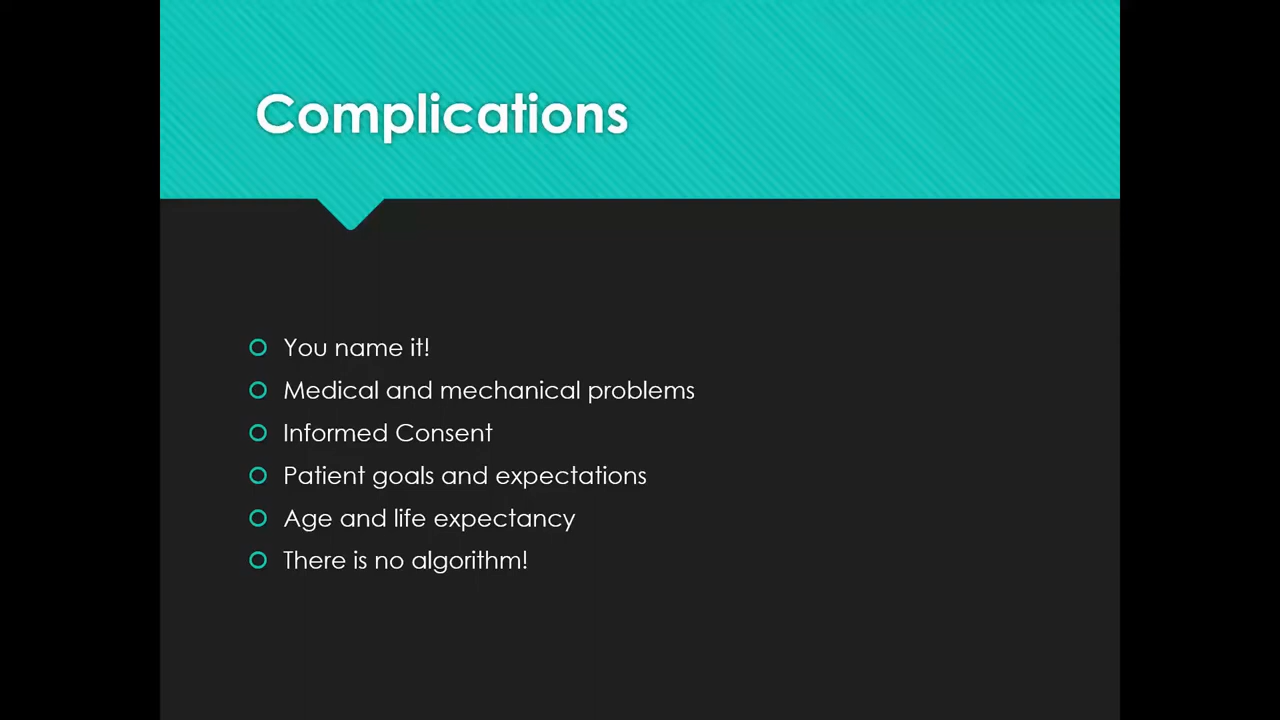 Complications
You name it!
Medical and mechanical problems
Informed Consent
Patient goals and expectations
Age and life expectancy
There is no algorithm!